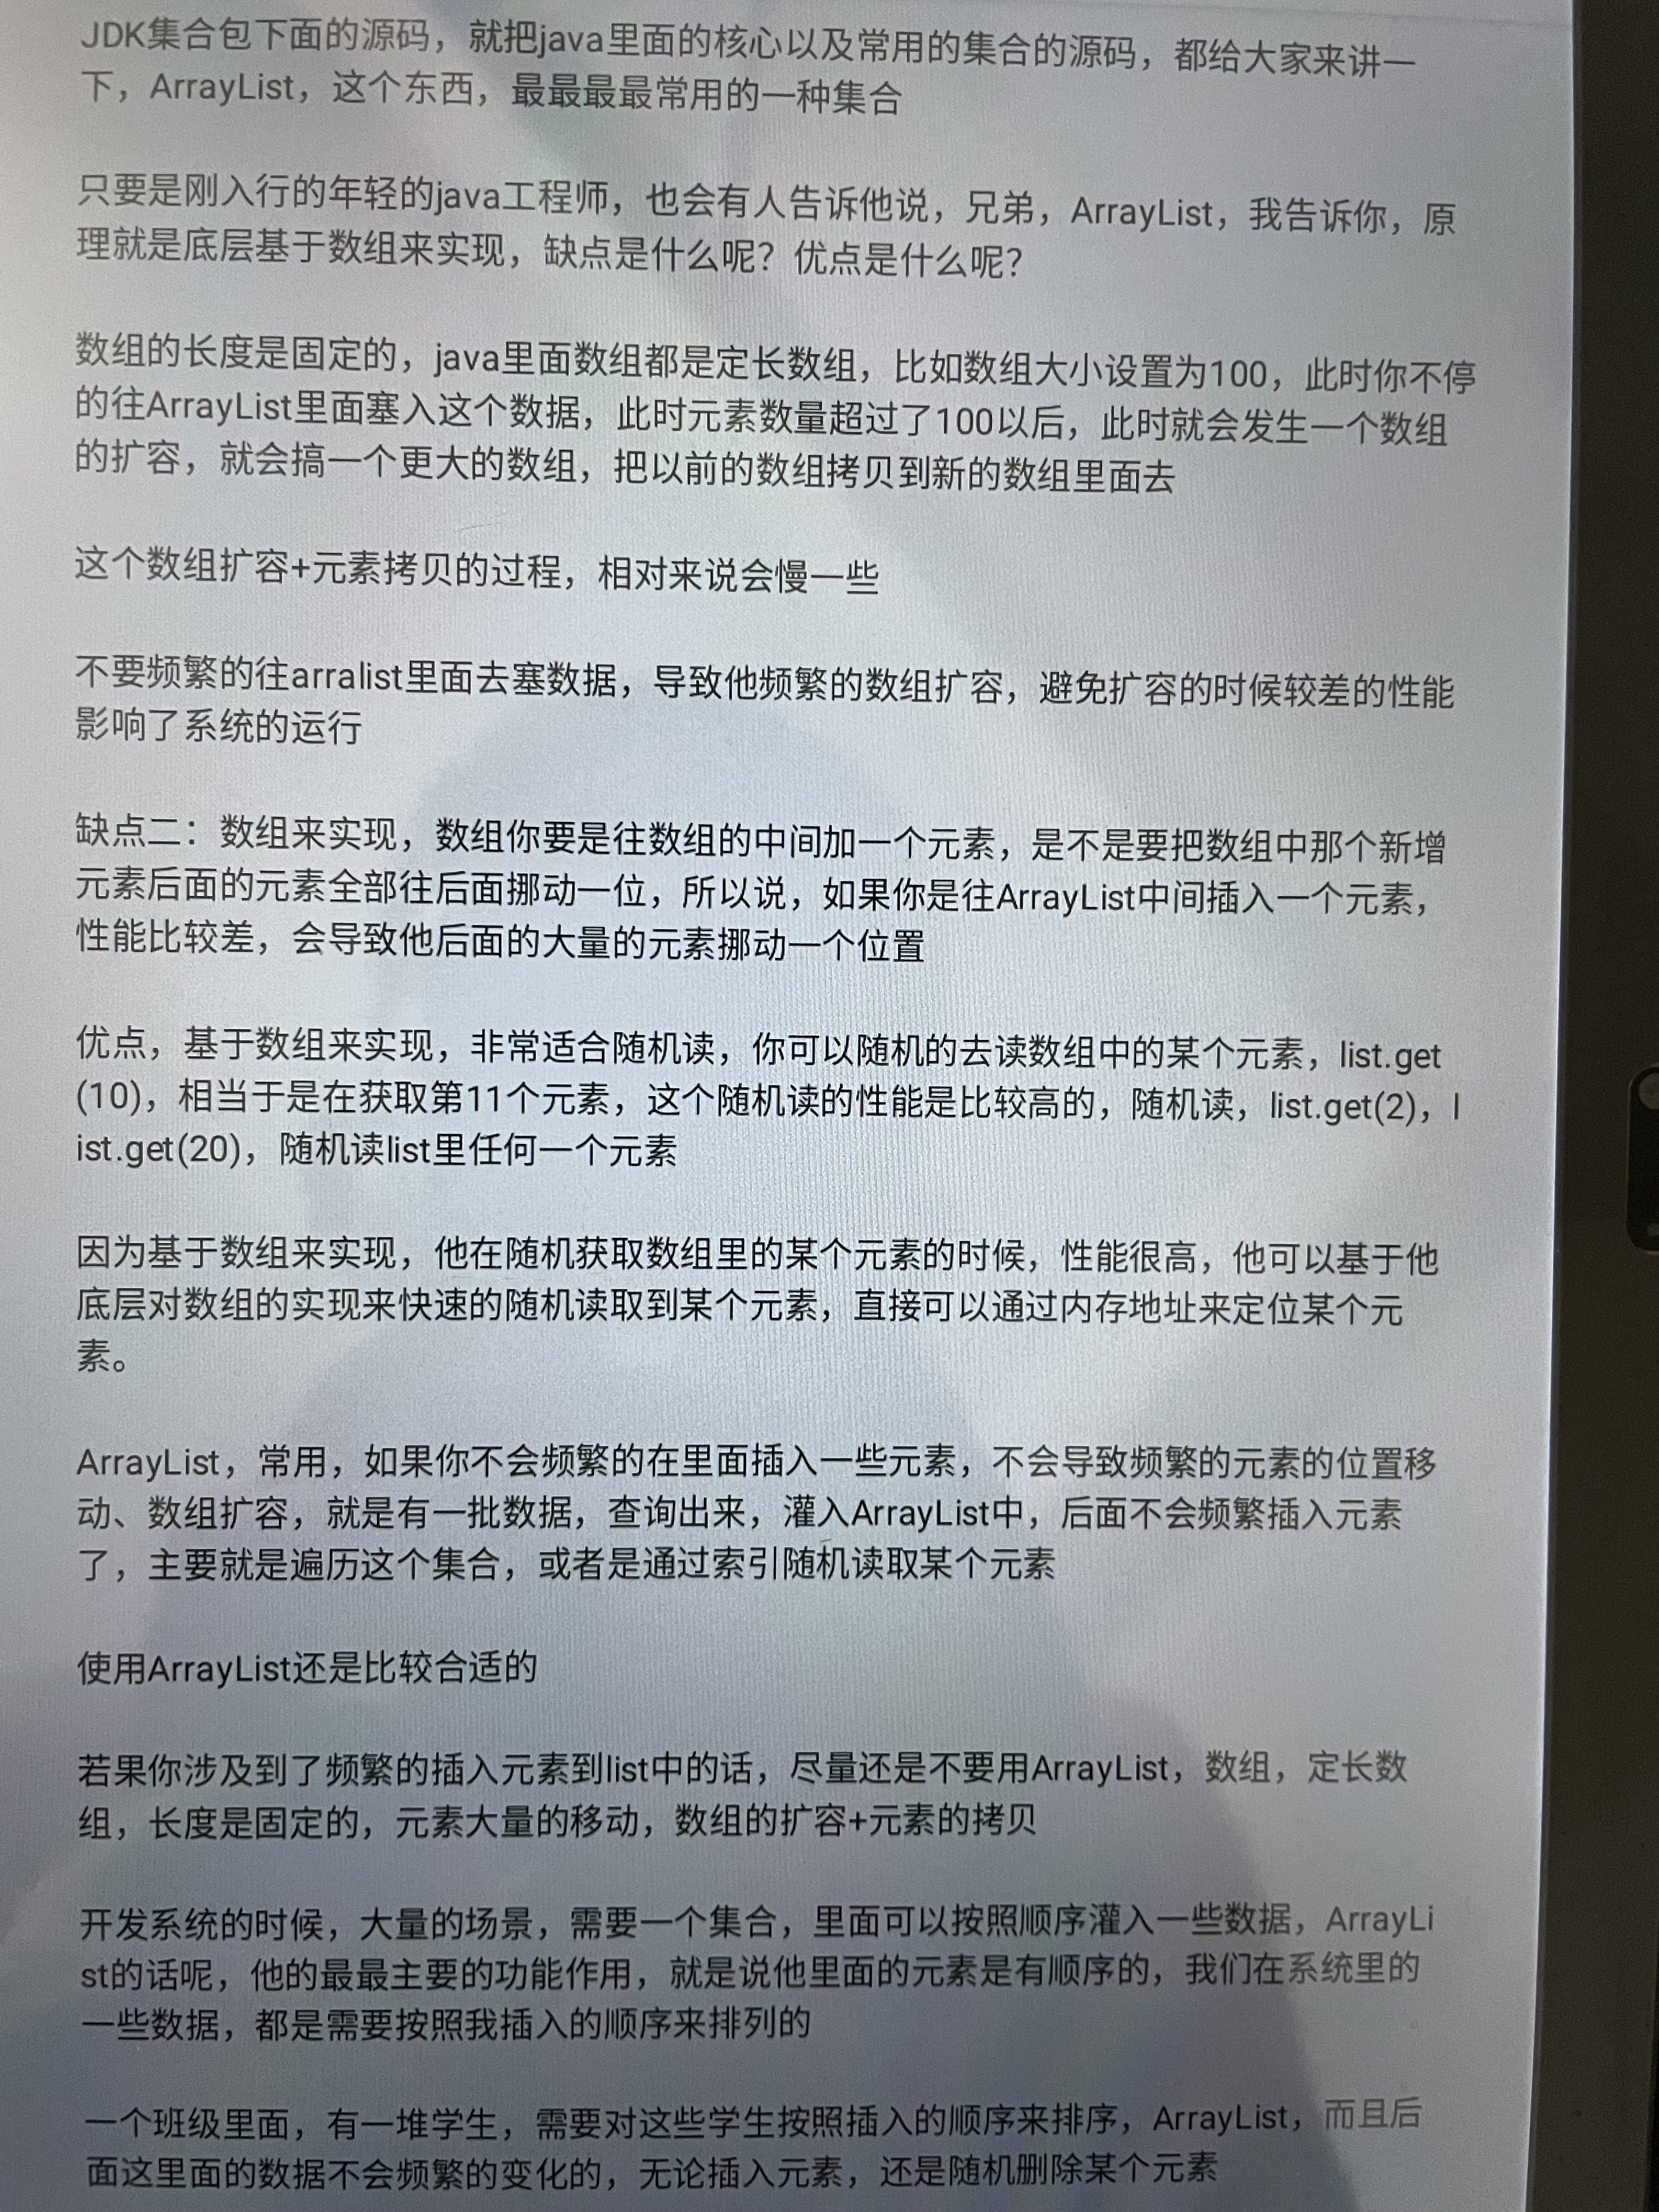 JDK集合包下面的源码，就把java里面的核心以及常用的集合的源码，都给大家来讲一
下，ArrayList，这个东西，最最最最常用的一种集合
只要是刚入行的年轻的java工程师，也会有人告诉他说，兄弟，ArrayList，我告诉你，原
理就是底层基于数组来实现，缺点是什么呢？优点是什么呢？
数组的长度是固定的，java里面数组都是定长数组，比如数组大小设置为100，此时你不停
的往ArrayList里面塞入这个数据，此时元素数量超过了100以后，此时就会发生一个数组
的扩容，就会搞一个更大的数组，把以前的数组拷贝到新的数组里面去
这个数组扩容+元素拷贝的过程，相对来说会慢一些
不要频繁的往arralist里面去塞数据，导致他频繁的数组扩容，避免扩容的时候较差的性能
影响了系统的运行
缺点二：数组来实现，数组你要是往数组的中间加一个元素，是不是要把数组中那个新增
元素后面的元素全部往后面挪动一位，所以说，如果你是往ArrayList中间插入一个元素，
性能比较差，会导致他后面的大量的元素挪动一个位置
优点，基于数组来实现，非常适合随机读，你可以随机的去读数组中的某个元素，list.get
(10)，相当于是在获取第11个元素，这个随机读的性能是比较高的，随机读，list.get(2)，l
ist.get(20)，随机读list里任何一个元素
因为基于数组来实现，他在随机获取数组里的某个元素的时候，性能很高，他可以基于他
底层对数组的实现来快速的随机读取到某个元素，直接可以通过内存地址来定位某个元
素。
ArrayList，常用，如果你不会频繁的在里面插入一些元素，不会导致频繁的元素的位置移
动、数组扩容，就是有一批数据，查询出来，灌入ArrayList中，后面不会频繁插入元素
了，主要就是遍历这个集合，或者是通过索引随机读取某个元素
使用ArrayList还是比较合适的
若果你涉及到了频繁的插入元素到list中的话，尽量还是不要用ArrayList，数组，定长数
组，长度是固定的，元素大量的移动，数组的扩容+元素的拷贝
开发系统的时候，大量的场景，需要一个集合，里面可以按照顺序灌入一些数据，ArrayLi
st的话呢，他的最最主要的功能作用，就是说他里面的元素是有顺序的，我们在系统里的
一些数据，都是需要按照我插入的顺序来排列的
一个班级里面，有一堆学生，需要对这些学生按照插入的顺序来排序，ArrayList，而且后
面这里面的数据不会频繁的变化的，无论插入元素，还是随机删除某个元素